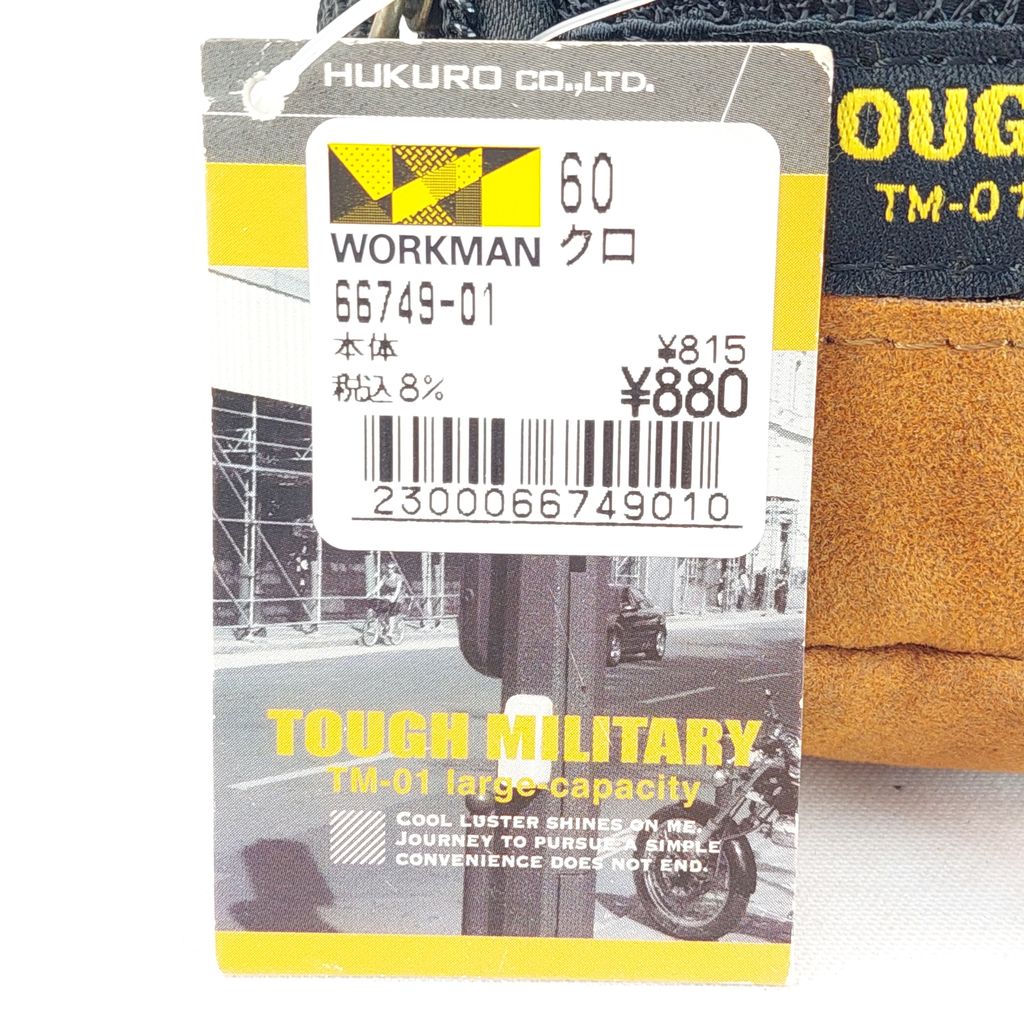 HUKURO CO.,LTD.
WORKMAN
60
クロ
66749-01
本体 ¥815
税込 8% ¥880
2300066749010
TOUGH MILITARY
TM-01 large-capacity
COOL LUSTER SHINES ON ME.
JOURNEY TO PURSUE A SIMPLE
CONVENIENCE DOES NOT END.
OUG
TM-01